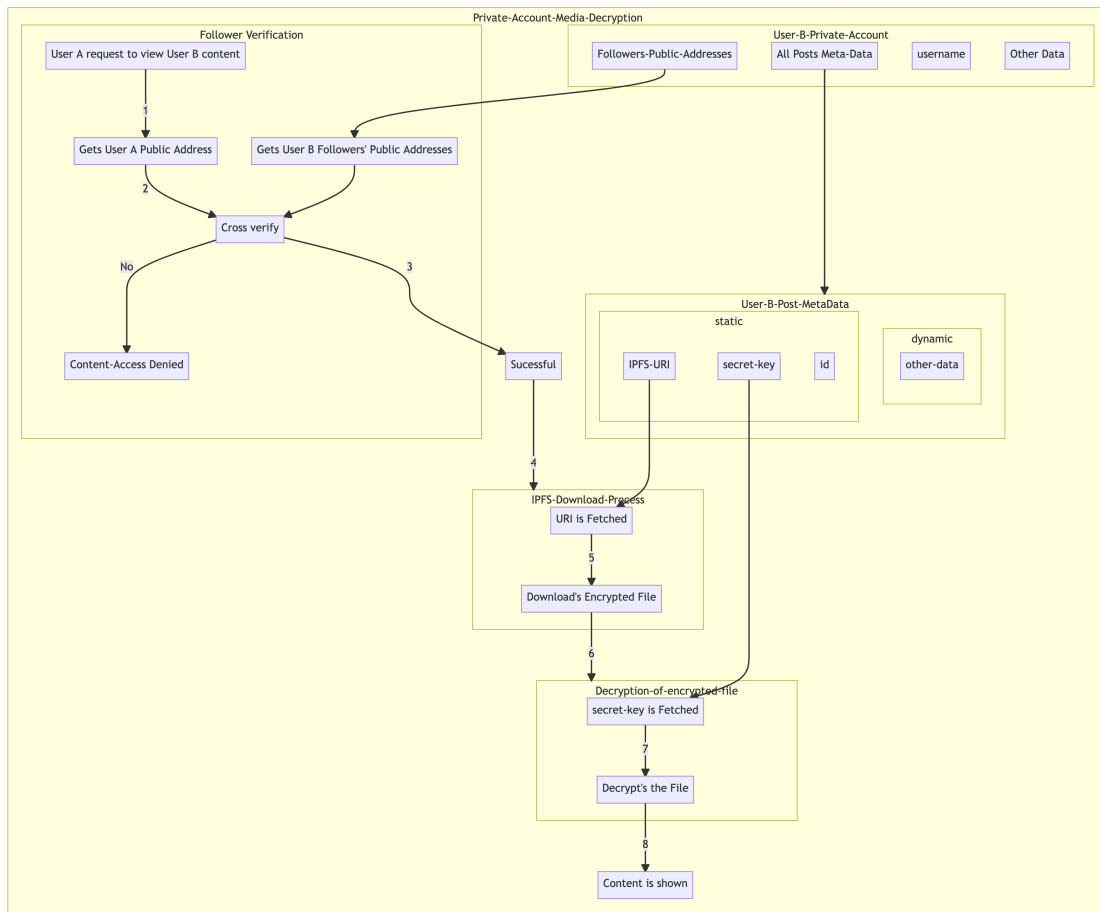 Private-Account-Media-Decryption
Follower Verification
User-B-Private-Account
User A request to view User B content
Followers-Public-Addresses
All Posts Meta-Data
username
Other Data
1
Gets User A Public Address
Gets User B Followers' Public Addresses
2
Cross verify
No
3
User-B-Post-MetaData
static
dynamic
Content-Access Denied
Sucessful
IPFS-URI
secret-key
id
other-data
4
IPFS-Download-Process
URI is Fetched
5
Download's Encrypted File
6
Decryption-of-encrypted-file
secret-key is Fetched
7
Decrypt's the File
8
Content is shown